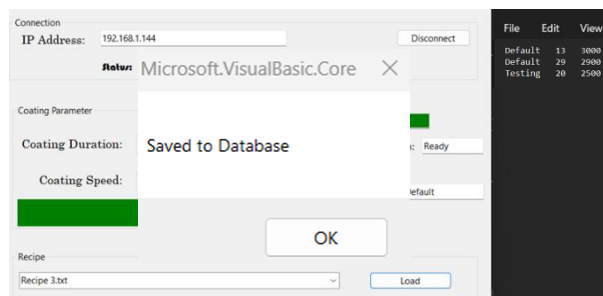 Connection
IP Address: 192.168.1.144 Disconnect
Status:
Microsoft.VisualBasic.Core
Saved to Database
OK
Coating Parameter
Coating Duration:
: Ready
Coating Speed:
Default
Recipe
Recipe 3.txt Load
File Edit View
Default 13 3000
Default 29 2900
Testing 20 2500